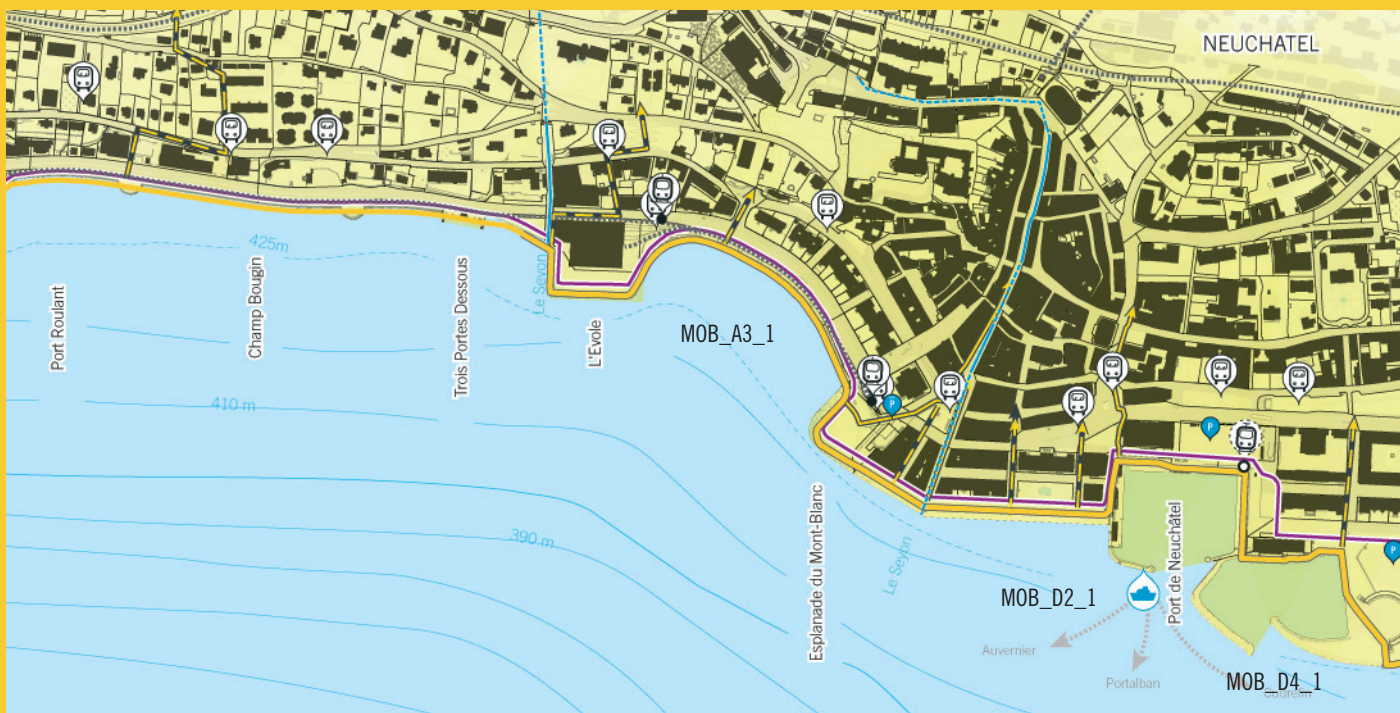 NEUCHATEL
425m
Le Seyon
Port Roulant
Champ Bougin
Trois Portes Dessous
L'Evole
MOB_A3_1
410 m
P
P
390 m
Esplanade du Mont-Blanc
Le Seyon
P
Port de Neuchâtel
MOB_D2_1
Auvernier
Portalban
MOB_D4_1
Cudrefin